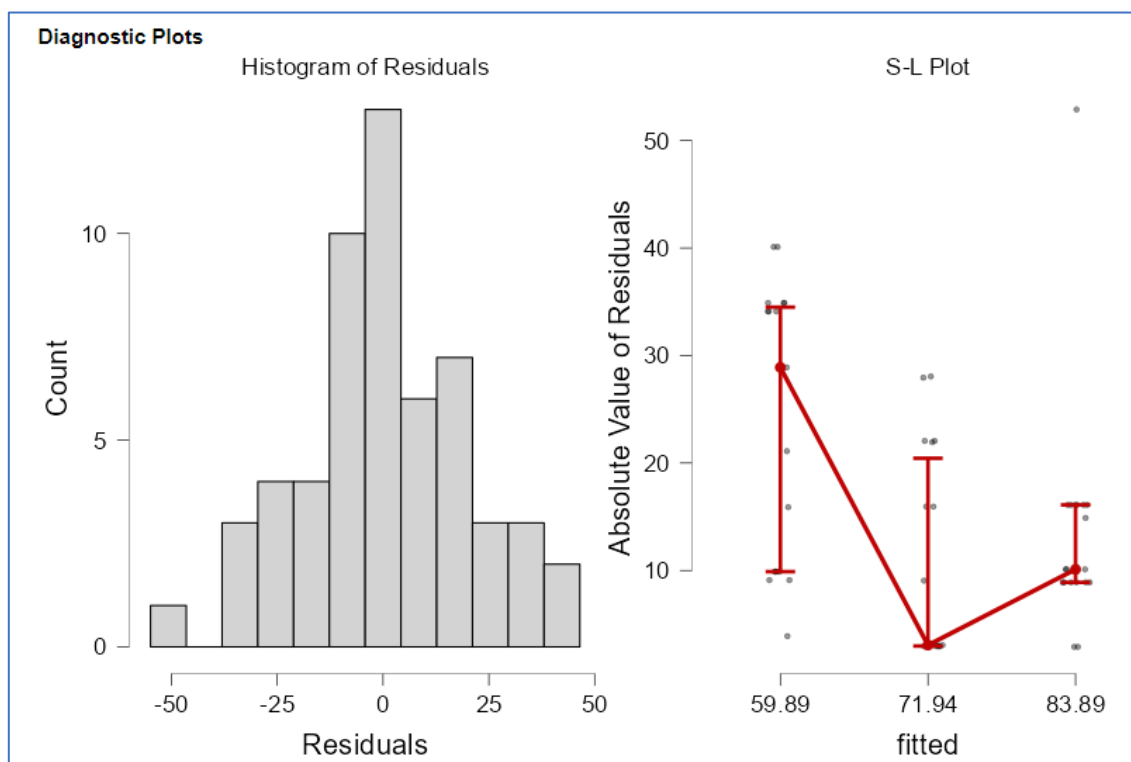 Diagnostic Plots
Histogram of Residuals
10
5
0
Count
-50 -25 0 25 50
Residuals
S-L Plot
50
40
30
20
10
Absolute Value of Residuals
59.89 71.94 83.89
fitted